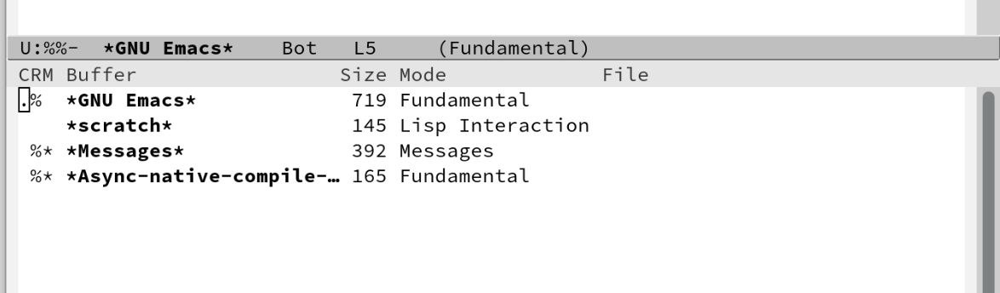 U:%%-  *GNU Emacs*    Bot   L5     (Fundamental)
CRM Buffer                 Size Mode             File
.%  *GNU Emacs*             719 Fundamental
    *scratch*               145 Lisp Interaction
 %* *Messages*              392 Messages
 %* *Async-native-compile-… 165 Fundamental